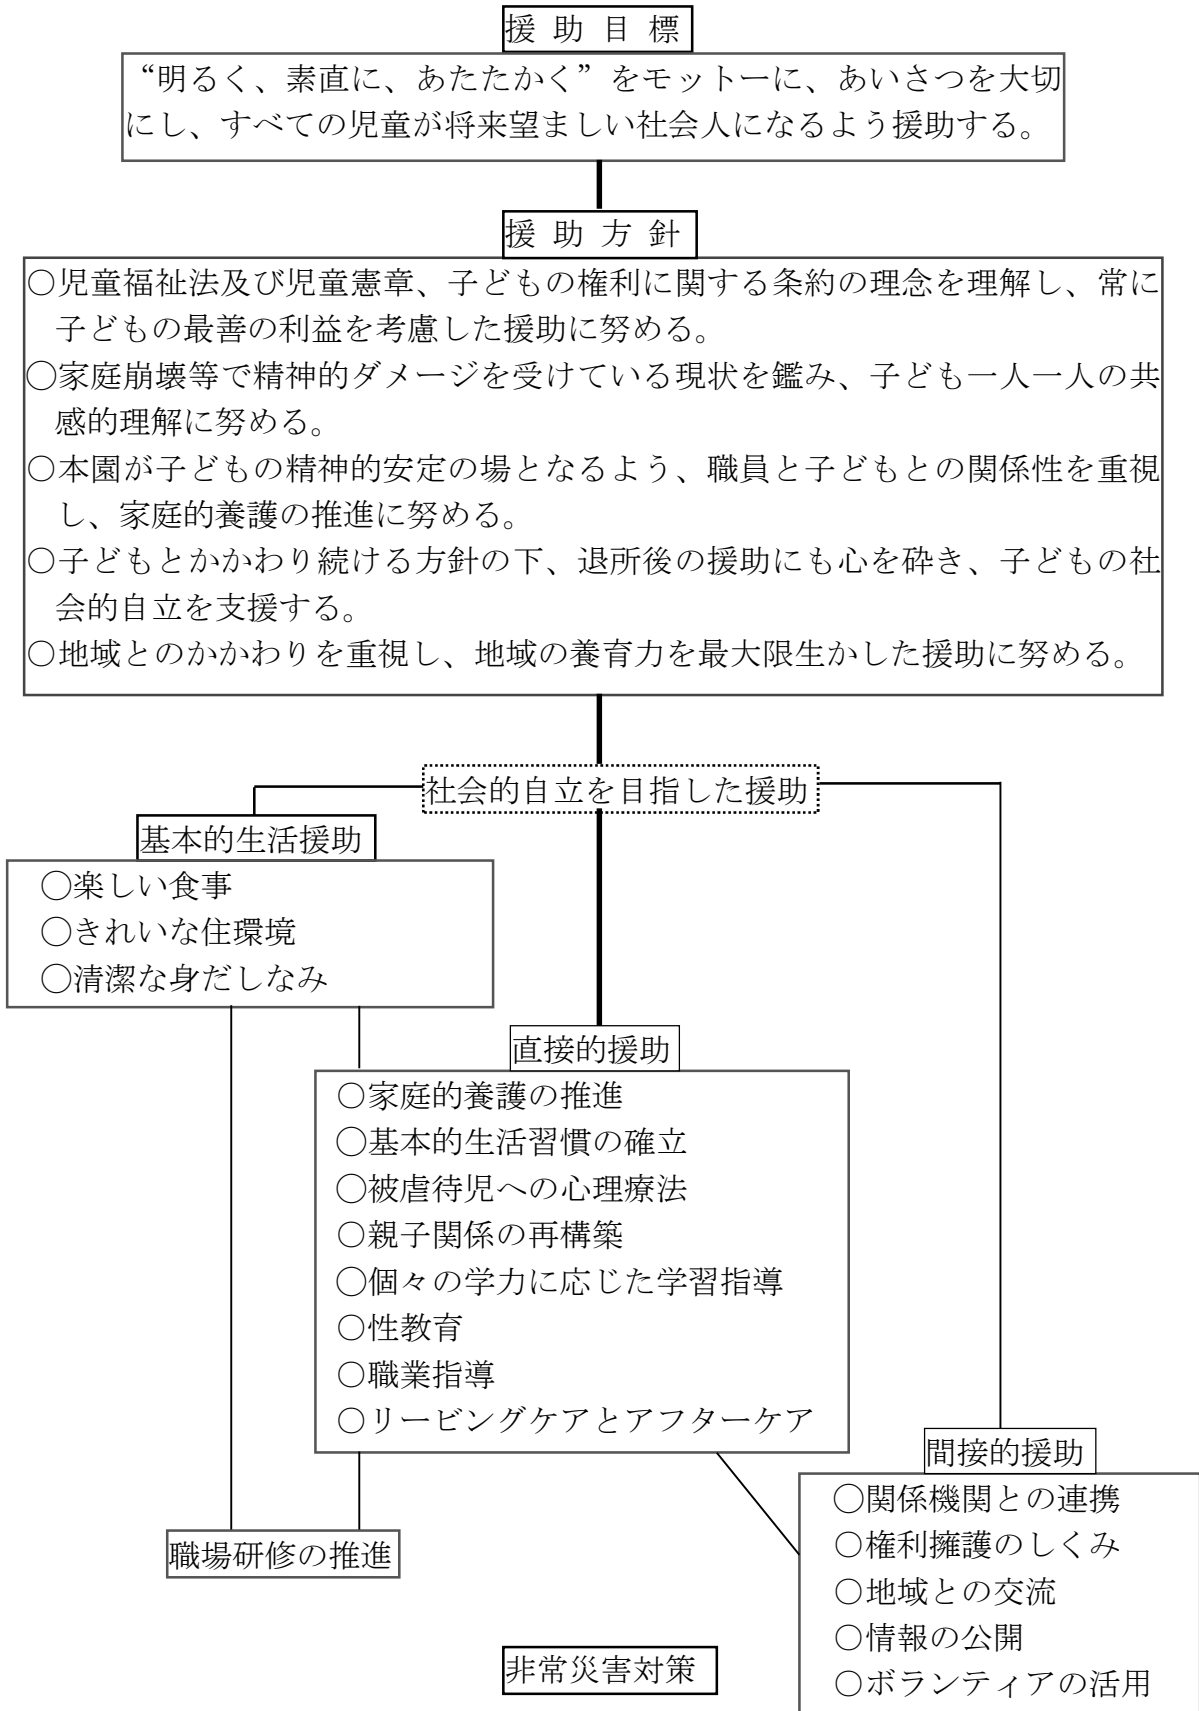 援 助 目 標
“明るく、素直に、あたたかく”をモットーに、あいさつを大切
にし、すべての児童が将来望ましい社会人になるよう援助する。
援 助 方 針
○児童福祉法及び児童憲章、子どもの権利に関する条約の理念を理解し、常に
子どもの最善の利益を考慮した援助に努める。
○家庭崩壊等で精神的ダメージを受けている現状を鑑み、子ども一人一人の共
感的理解に努める。
○本園が子どもの精神的安定の場となるよう、職員と子どもとの関係性を重視
し、家庭的養護の推進に努める。
○子どもとかかわり続ける方針の下、退所後の援助にも心を砕き、子どもの社
会的自立を支援する。
○地域とのかかわりを重視し、地域の養育力を最大限生かした援助に努める。
社会的自立を目指した援助
基本的生活援助
○楽しい食事
○きれいな住環境
○清潔な身だしなみ
直接的援助
○家庭的養護の推進
○基本的生活習慣の確立
○被虐待児への心理療法
○親子関係の再構築
○個々の学力に応じた学習指導
○性教育
○職業指導
○リービングケアとアフターケア
間接的援助
○関係機関との連携
○権利擁護のしくみ
○地域との交流
○情報の公開
○ボランティアの活用
職場研修の推進
非常災害対策